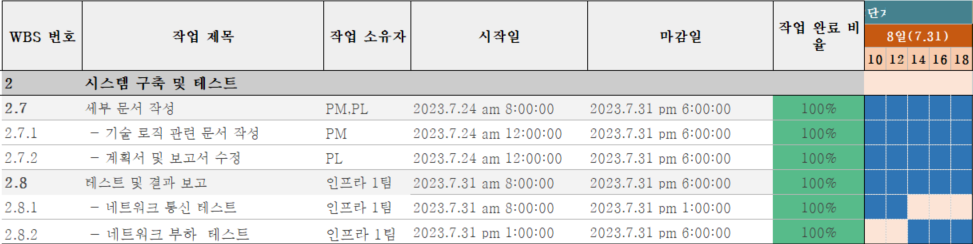 단계
WBS 번호 작업 제목 작업 소유자 시작일 마감일 작업 완료 비율 8일(7.31)
10 12 14 16 18
2 시스템 구축 및 테스트
2.7 세부 문서 작성 PM,PL 2023.7.24 am 8:00:00 2023.7.31 pm 6:00:00 100%
2.7.1 - 기술 로직 관련 문서 작성 PM 2023.7.24 am 12:00:00 2023.7.31 pm 6:00:00 100%
2.7.2 - 계획서 및 보고서 수정 PL 2023.7.24 am 12:00:00 2023.7.31 pm 6:00:00 100%
2.8 테스트 및 결과 보고 인프라 1팀 2023.7.31 am 8:00:00 2023.7.31 pm 6:00:00 100%
2.8.1 - 네트워크 통신 테스트 인프라 1팀 2023.7.31 am 8:00:00 2023.7.31 pm 1:00:00 100%
2.8.2 - 네트워크 부하 테스트 인프라 1팀 2023.7.31 pm 1:00:00 2023.7.31 pm 6:00:00 100%